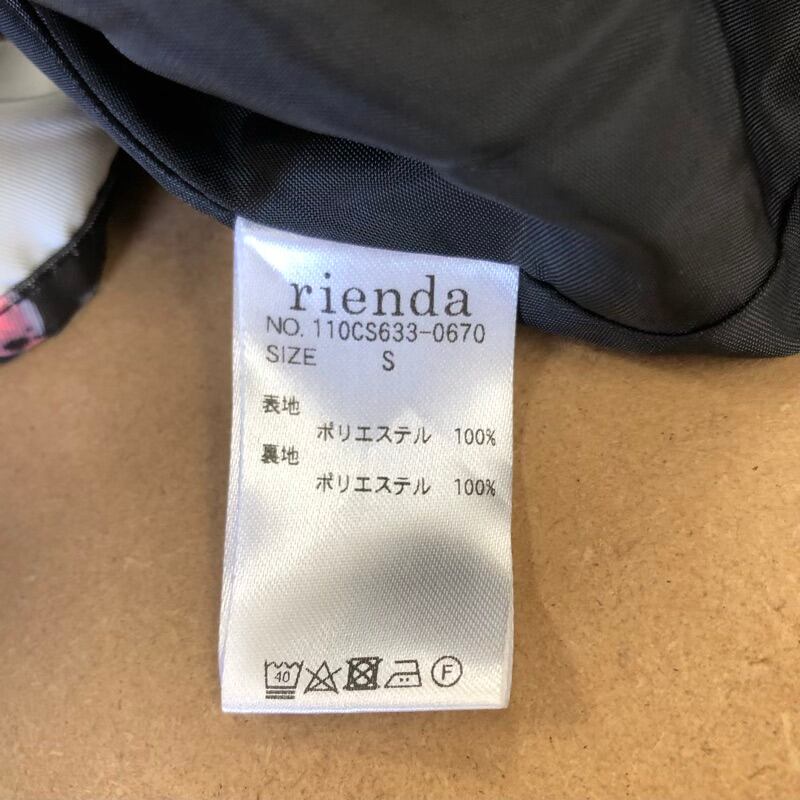 rienda
NO. 110CS633-0670
SIZE S
表地
ポリエステル 100%
裏地
ポリエステル 100%
40 F